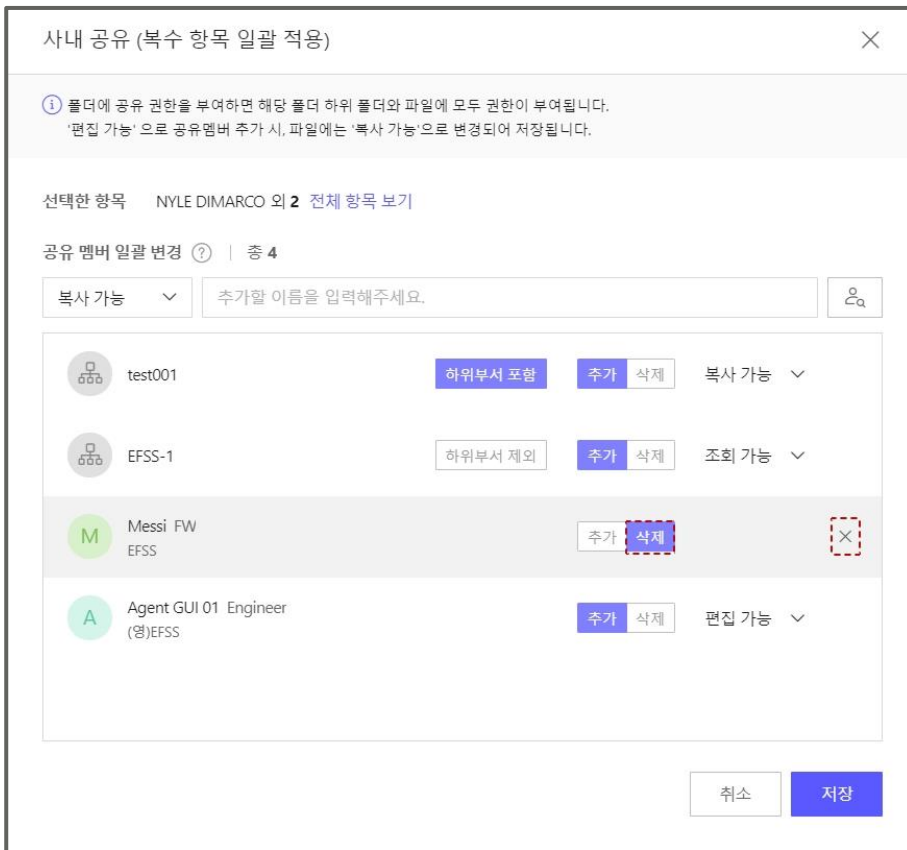 사내 공유 (복수 항목 일괄 적용)
폴더에 공유 권한을 부여하면 해당 폴더 하위 폴더와 파일에 모두 권한이 부여됩니다.
'편집 가능' 으로 공유멤버 추가 시, 파일에는 '복사 가능'으로 변경되어 저장됩니다.
선택한 항목 NYLE DIMARCO 외 2 전체 항목 보기
공유 멤버 일괄 변경 ? | 총 4
복사 가능 추가할 이름을 입력해주세요.
test001 하위부서 포함 추가 삭제 복사 가능
EFSS-1 하위부서 제외 추가 삭제 조회 가능
M Messi FW 추가 삭제
EFSS
A Agent GUI 01 Engineer 추가 삭제 편집 가능
(영)EFSS
취소 저장